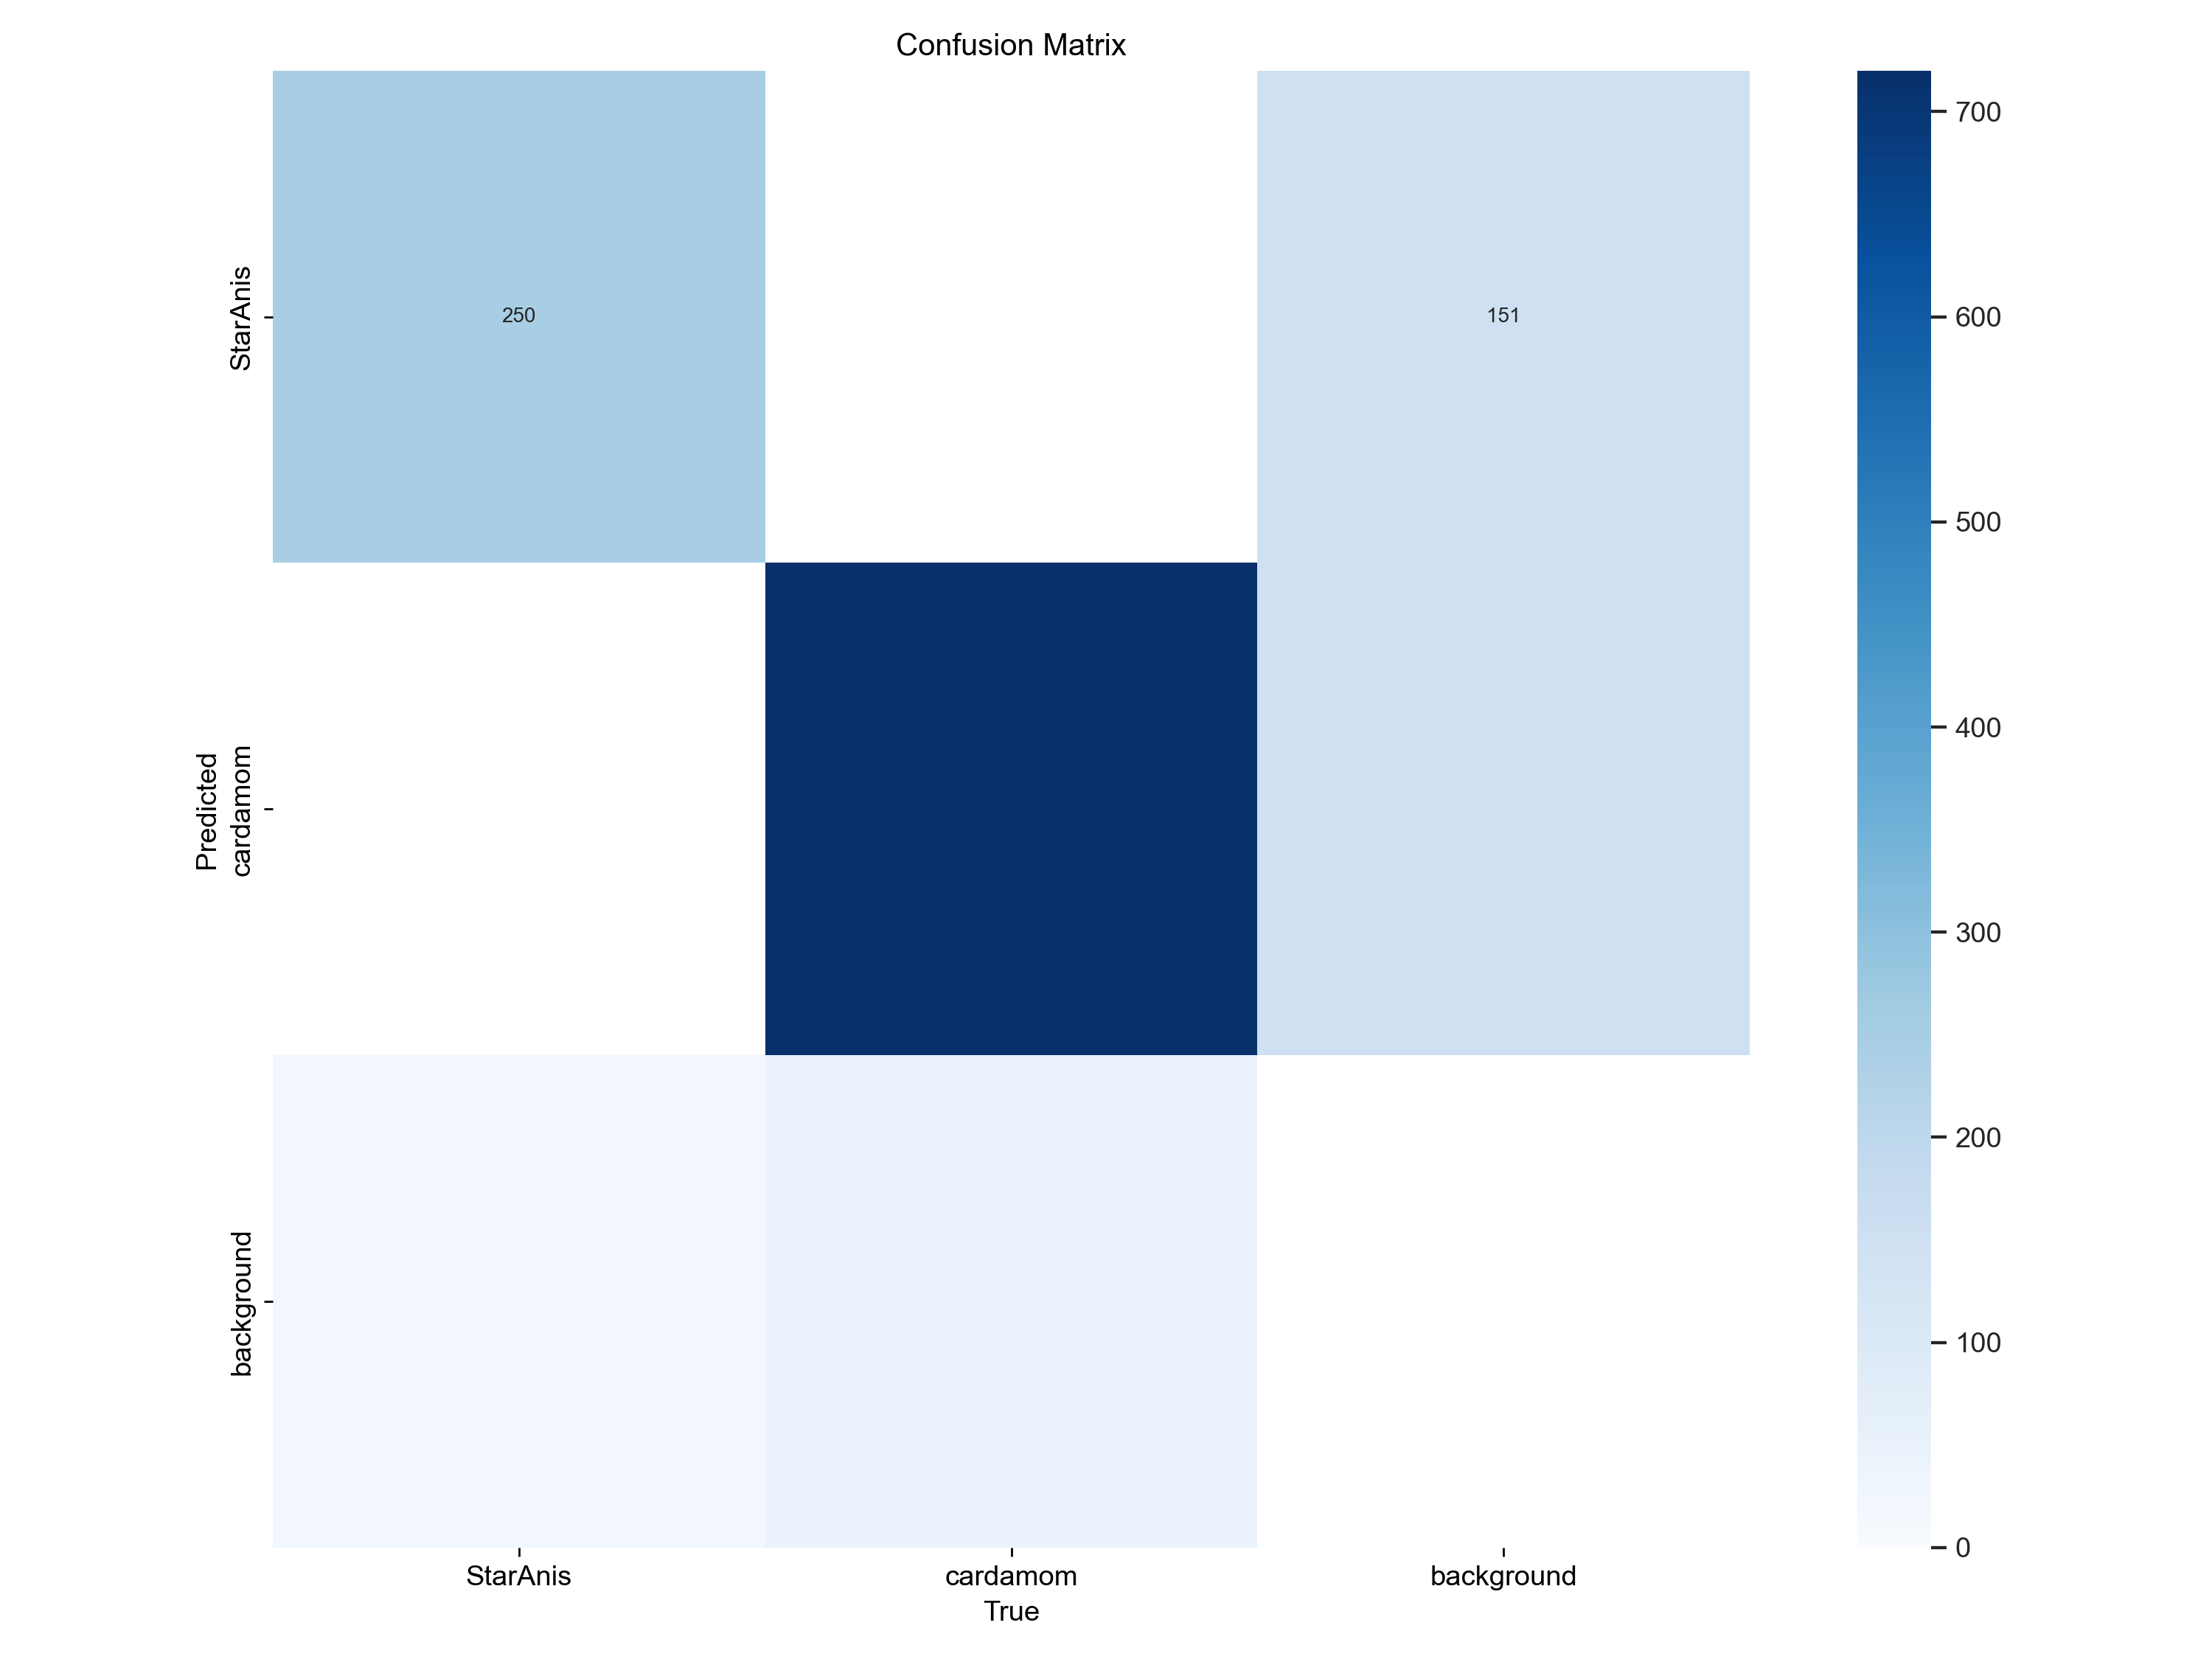 Confusion Matrix
StarAnis
250
151
Predicted
cardamom
background
StarAnis
cardamom
background
True
700
600
500
400
300
200
100
0